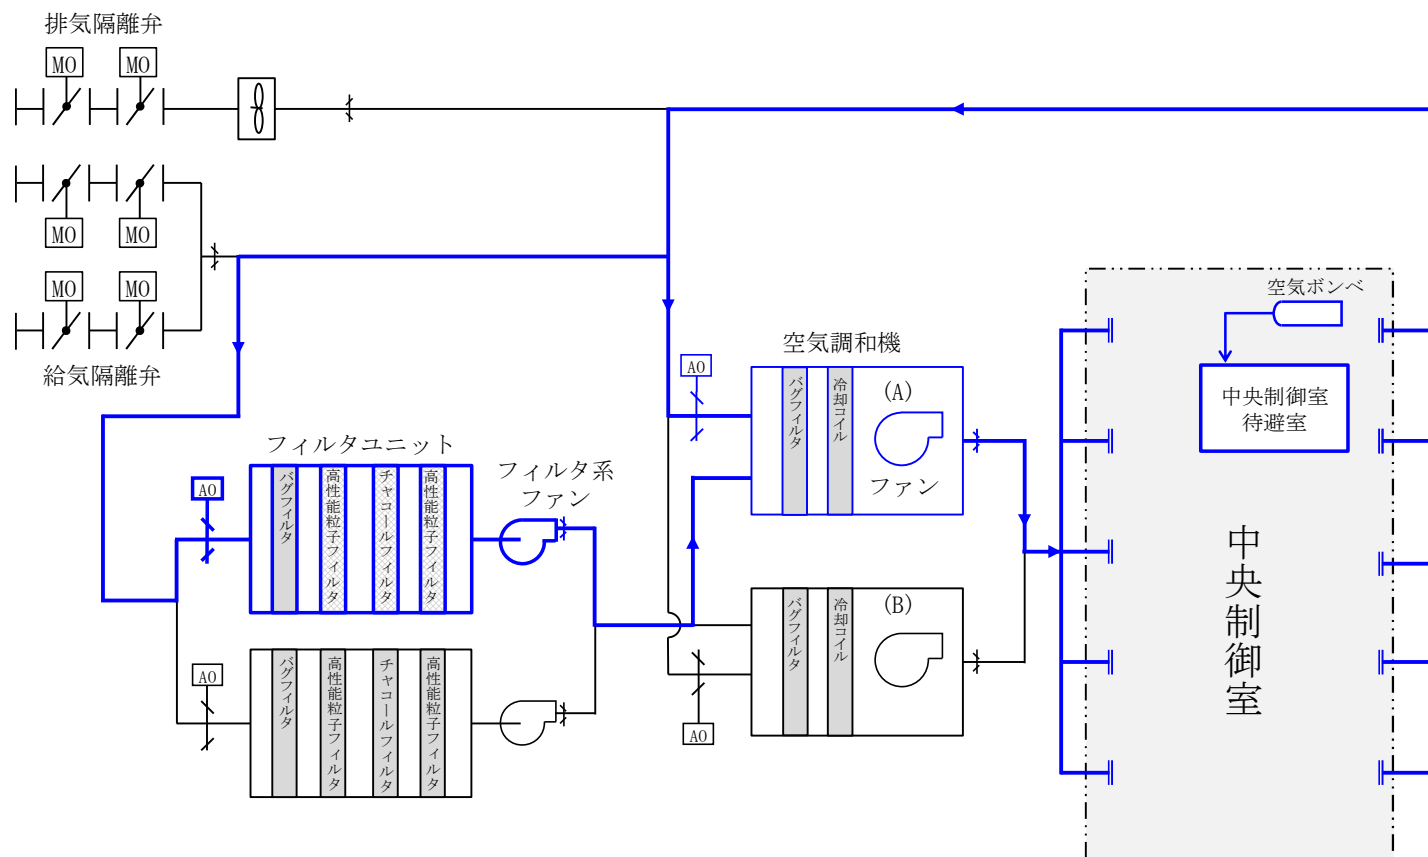 排気隔離弁
MO
MO
MO
MO
MO
MO
給気隔離弁
フィルタユニット
AO
バグフィルタ
高性能粒子フィルタ
チャコールフィルタ
高性能粒子フィルタ
フィルタ系
ファン
AO
バグフィルタ
高性能粒子フィルタ
チャコールフィルタ
高性能粒子フィルタ
空気調和機
AO
バグフィルタ
冷却コイル
(A)
ファン
バグフィルタ
冷却コイル
(B)
AO
空気ボンベ
中央制御室
待避室
中央制御室